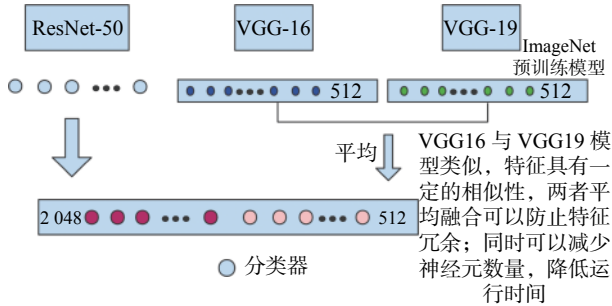 ResNet-50
VGG-16
VGG-19
ImageNet
预训练模型
512
512
平均
VGG16 与 VGG19 模
型类似，特征具有一
定的相似性，两者平
均融合可以防止特征
冗余；同时可以减少
神经元数量，降低运
行时间
2 048
512
分类器